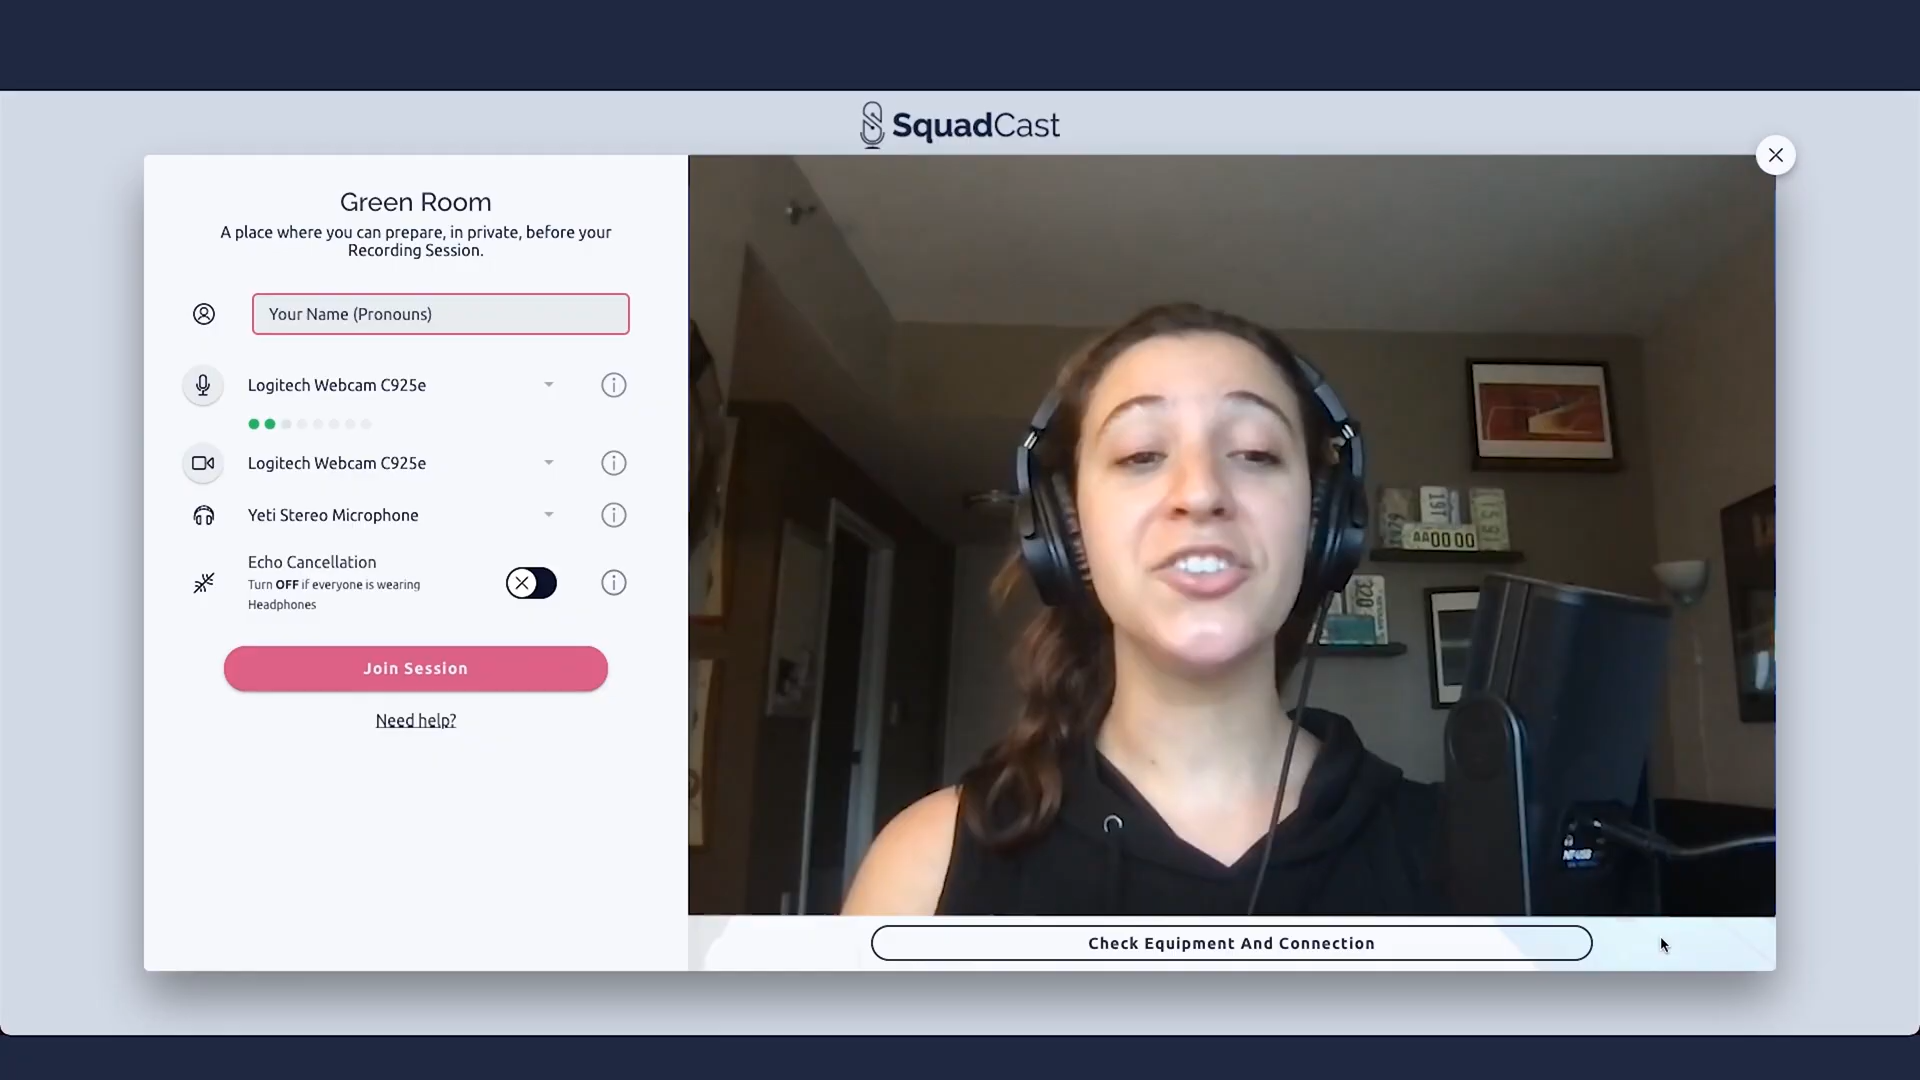 SquadCast
Green Room
A place where you can prepare, in private, before your
Recording Session.
Your Name (Pronouns)
Logitech Webcam C925e
Logitech Webcam C925e
Yeti Stereo Microphone
Echo Cancellation
Turn OFF if everyone is wearing
Headphones
Join Session
Need help?
AA00 00
Check Equipment And Connection